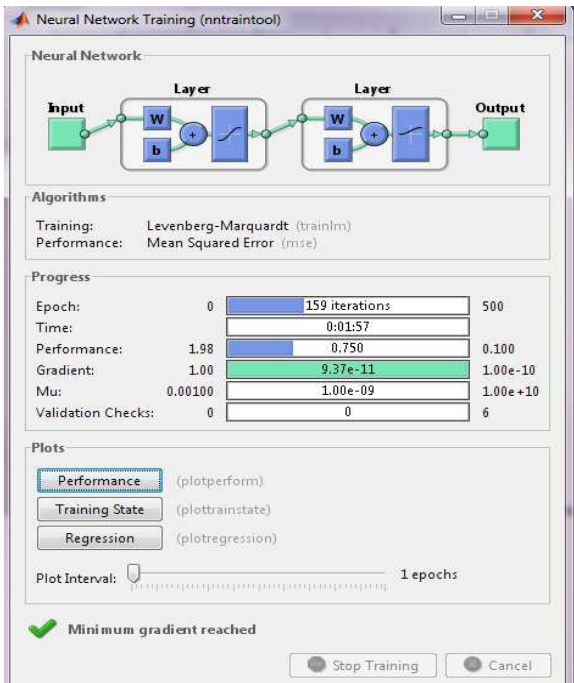 Neural Network Training (nntraintool)
Neural Network
Layer Layer
Input Output
W W
b b
+ +
Algorithms
Training: Levenberg-Marquardt (trainlm)
Performance: Mean Squared Error (mse)
Progress
Epoch: 0 159 iterations 500
Time: 0:01:57
Performance: 1.98 0.750 0.100
Gradient: 1.00 9.37e-11 1.00e-10
Mu: 0.00100 1.00e-09 1.00e+10
Validation Checks: 0 0 6
Plots
Performance (plotperform)
Training State (plottrainstate)
Regression (plotregression)
Plot Interval: 1 epochs
Minimum gradient reached
Stop Training Cancel